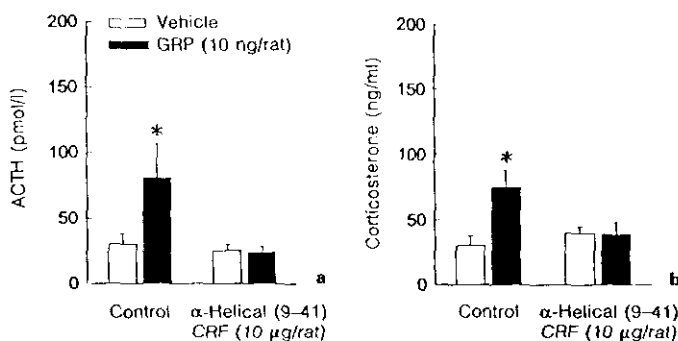 Vehicle
GRP (10 ng/rat)
200
150
100
50
0
ACTH (pmol/l)
*
a
Control
α-Helical (9–41)
CRF (10 μg/rat)
200
150
100
50
0
Corticosterone (ng/ml)
*
b
Control
α-Helical (9–41)
CRF (10 μg/rat)